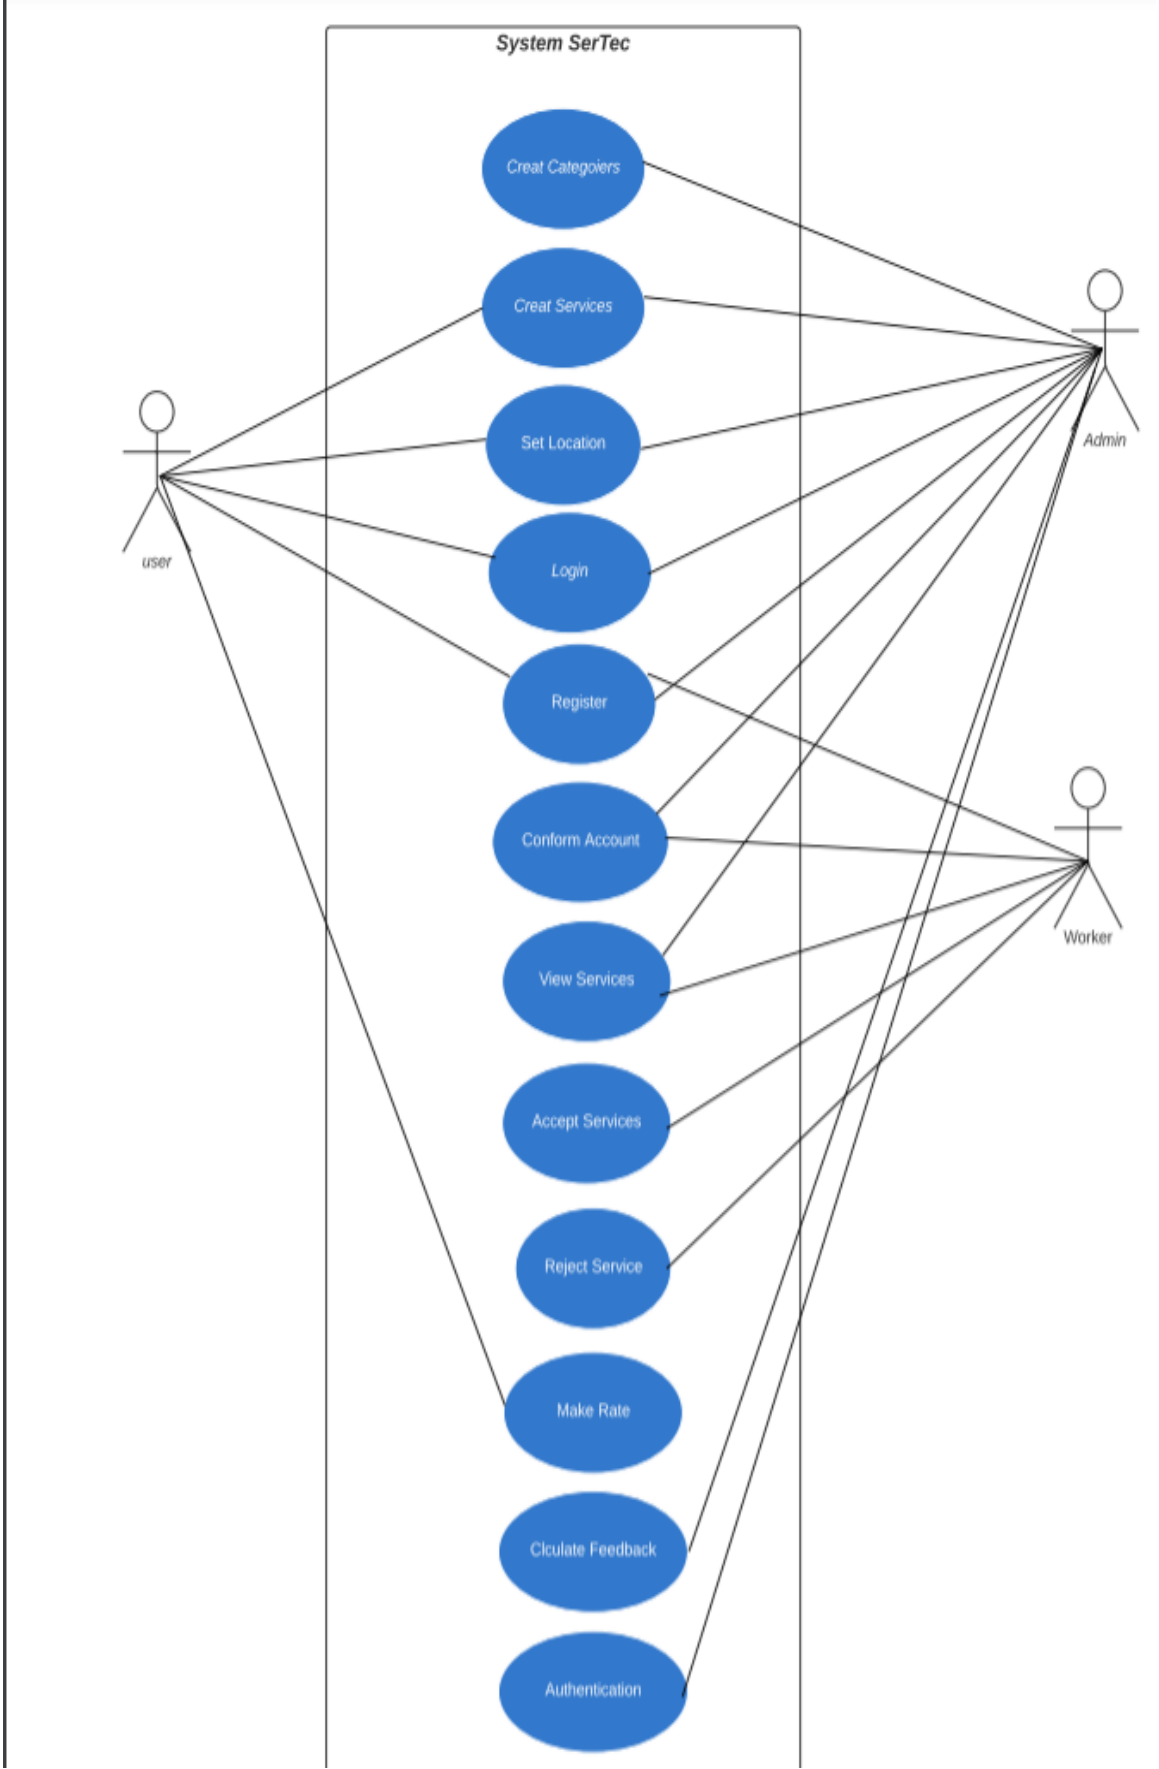 System SerTec
Creat Categoiers
Creat Services
Set Location
Admin
user
Login
Register
Conform Account
Worker
View Services
Accept Services
Reject Service
Make Rate
Clculate Feedback
Authentication